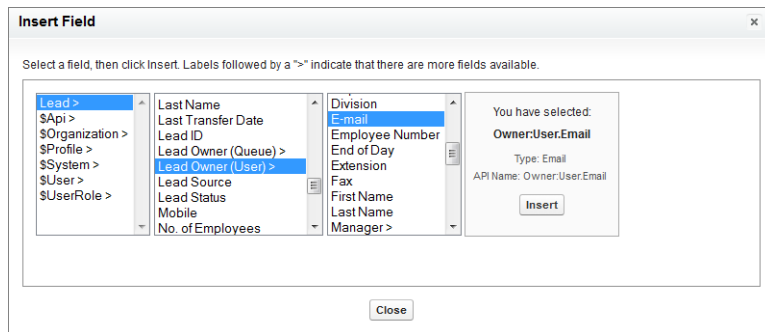 Insert Field
x
Select a field, then click Insert. Labels followed by a ">" indicate that there are more fields available.
Lead >
$Api >
$Organization >
$Profile >
$System >
$User >
$UserRole >
Last Name
Last Transfer Date
Lead ID
Lead Owner (Queue) >
Lead Owner (User) >
Lead Source
Lead Status
Mobile
No. of Employees
Division
E-mail
Employee Number
End of Day
Extension
Fax
First Name
Last Name
Manager >
You have selected:
Owner:User.Email
Type: Email
API Name: Owner:User.Email
Insert
Close